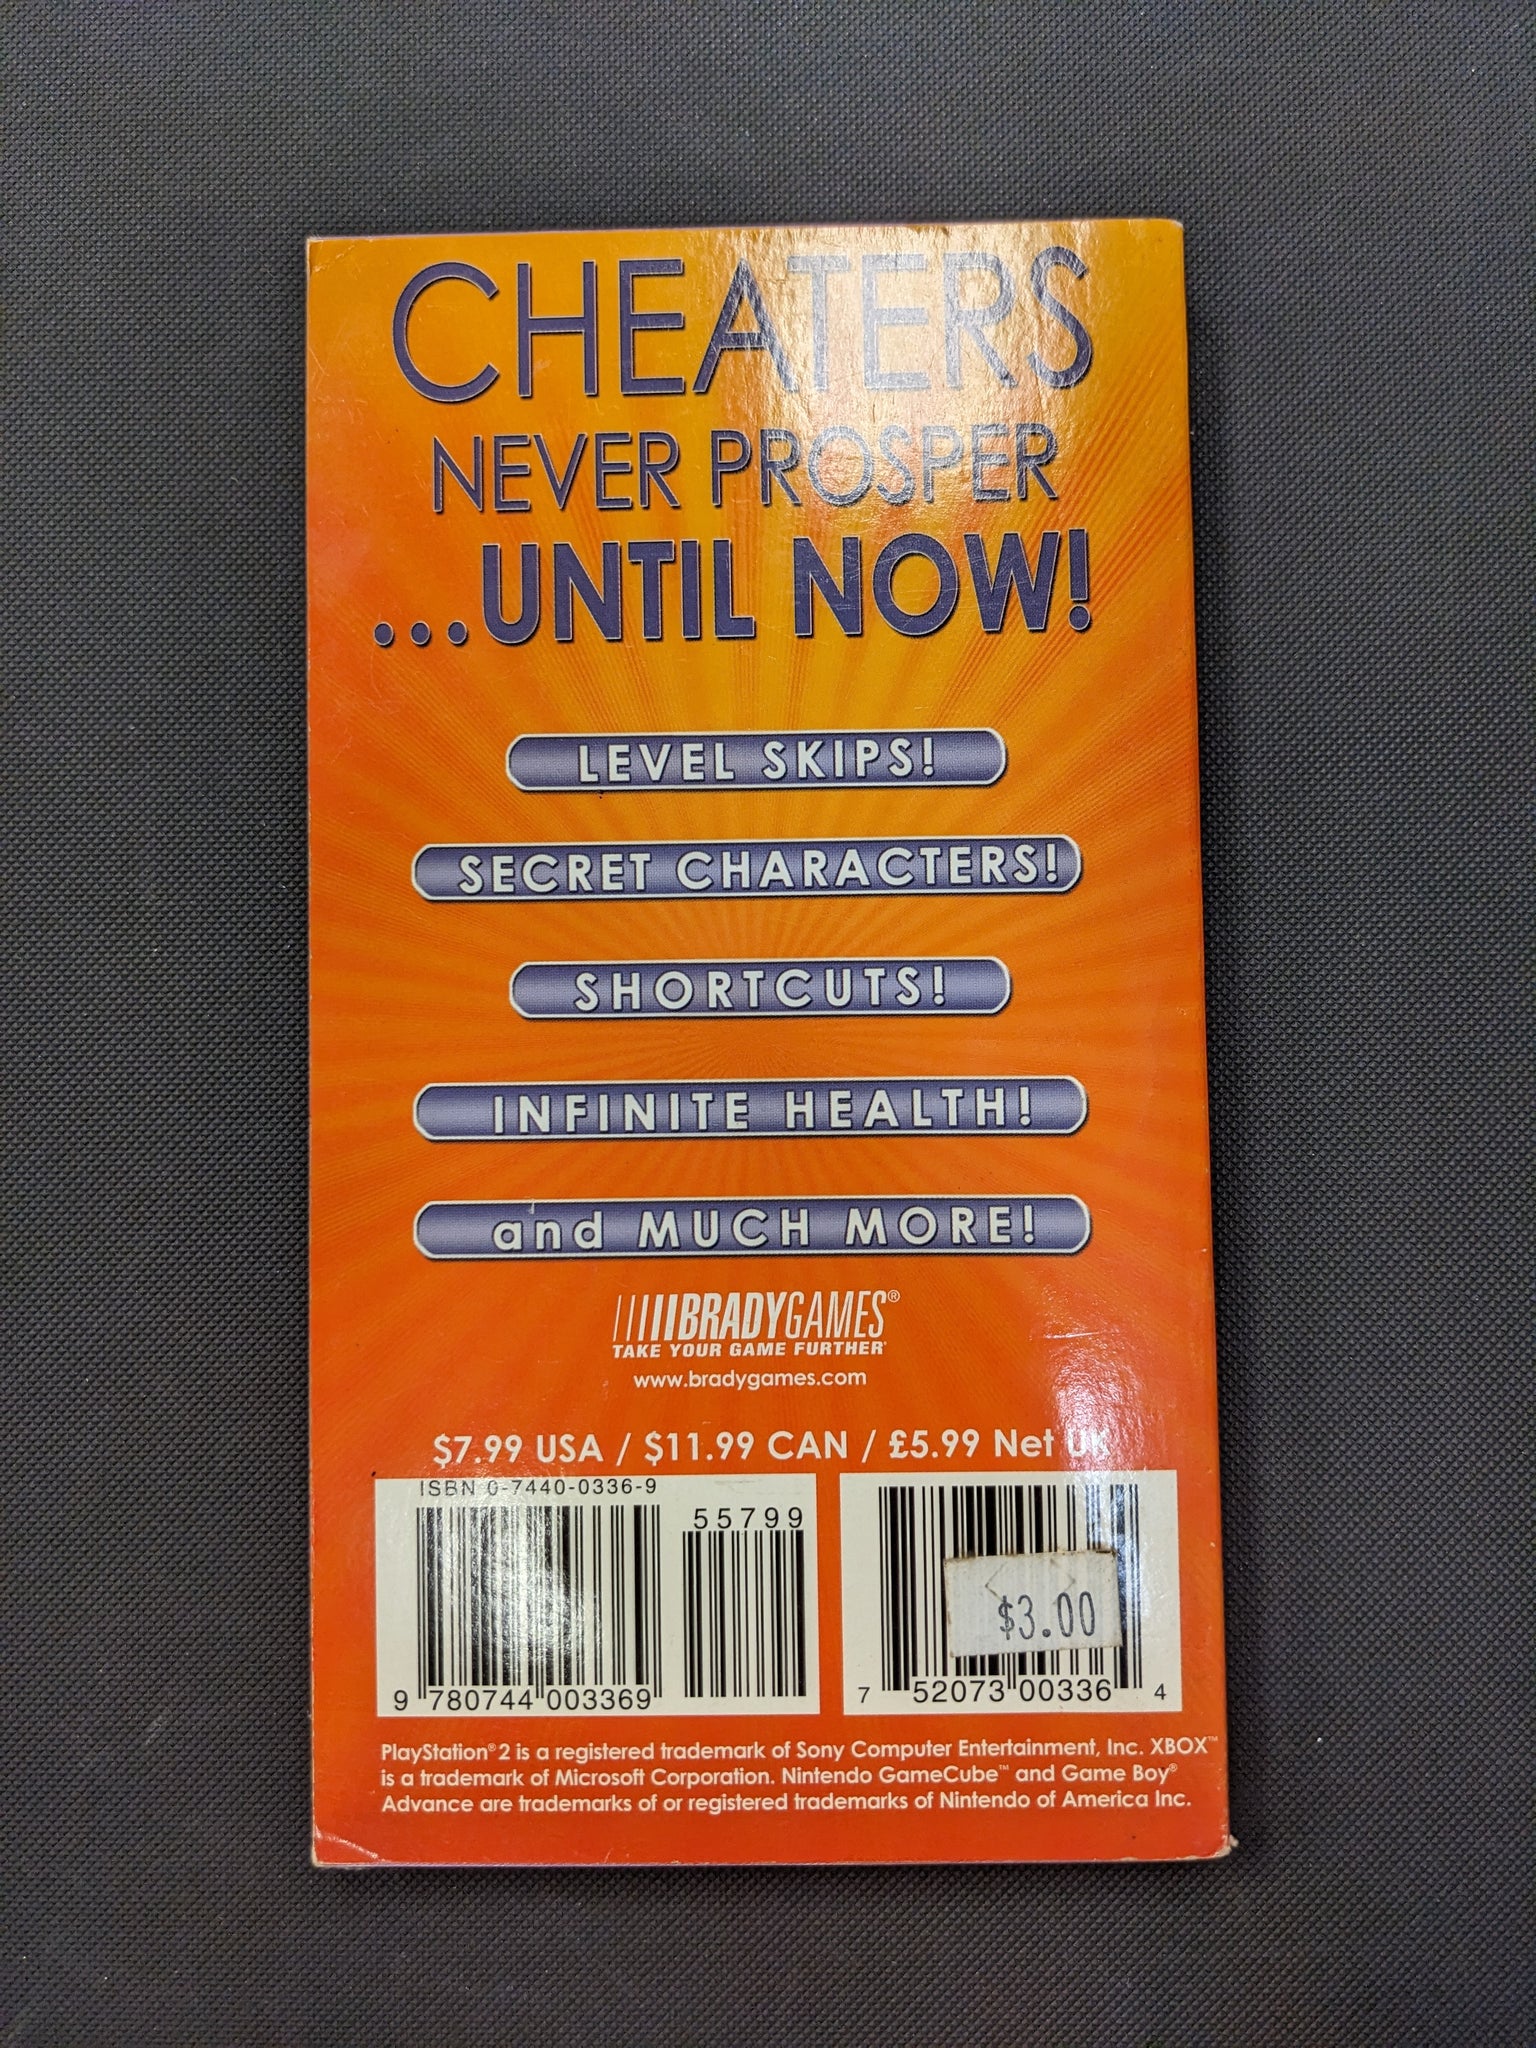 CHEATERS
NEVER PROSPER
...UNTIL NOW!
LEVEL SKIPS!
SECRET CHARACTERS!
SHORTCUTS!
INFINITE HEALTH!
and MUCH MORE!
BRADYGAMES®
TAKE YOUR GAME FURTHER®
www.bradygames.com
$7.99 USA / $11.99 CAN / £5.99 Net UK
ISBN 0-7440-0336-9
55799
9 780744 003369
$3.00
7 52073 00336 4
PlayStation® 2 is a registered trademark of Sony Computer Entertainment, Inc. XBOX™
is a trademark of Microsoft Corporation. Nintendo GameCube™ and Game Boy®
Advance are trademarks of or registered trademarks of Nintendo of America Inc.